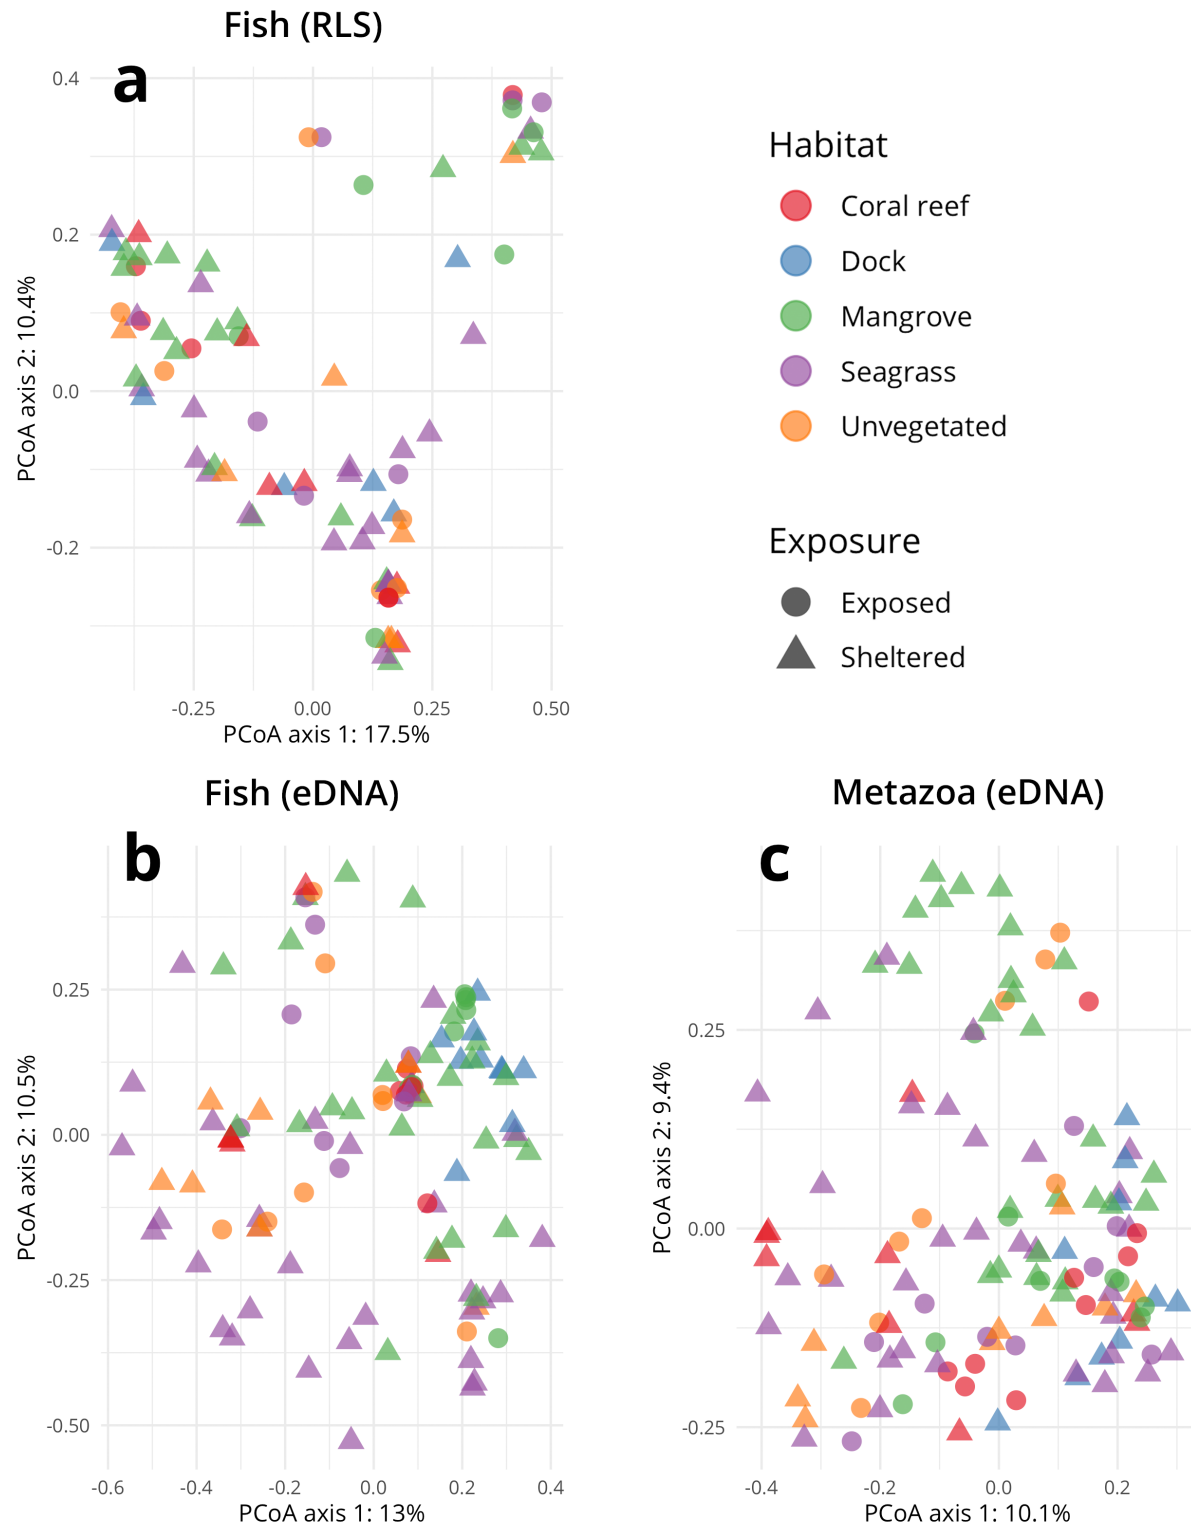 Fish (RLS)
a
0.4
0.2
0.0
-0.2
PCoA axis 2: 10.4%
-0.25 0.00 0.25 0.50
PCoA axis 1: 17.5%
Habitat
Coral reef
Dock
Mangrove
Seagrass
Unvegetated
Exposure
Exposed
Sheltered
Fish (eDNA)
b
0.25
0.00
-0.25
-0.50
PCoA axis 2: 10.5%
-0.6 -0.4 -0.2 0.0 0.2 0.4
PCoA axis 1: 13%
Metazoa (eDNA)
c
0.25
0.00
-0.25
PCoA axis 2: 9.4%
-0.4 -0.2 0.0 0.2
PCoA axis 1: 10.1%